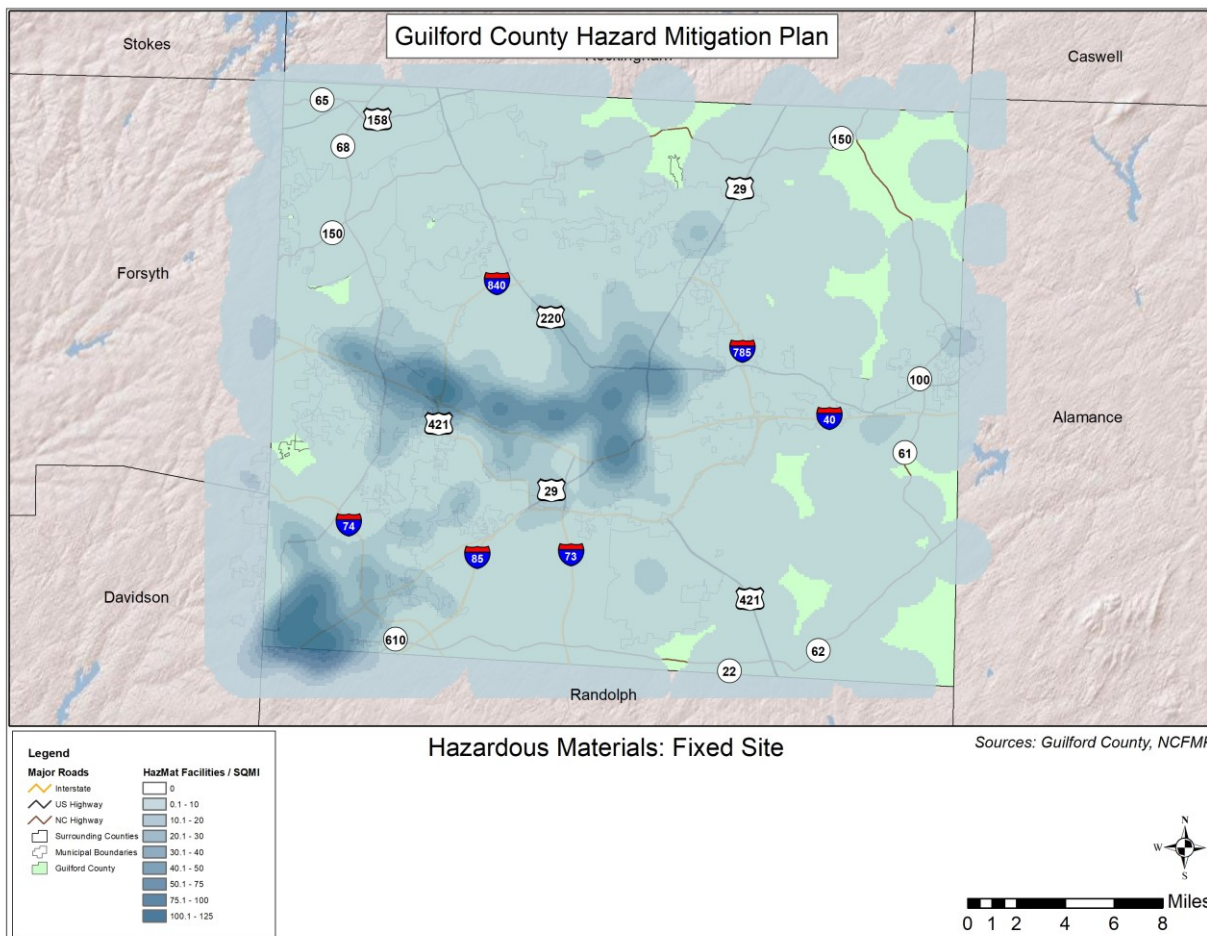 Guilford County Hazard Mitigation Plan
Stokes
Rockingham
Caswell
65
158
68
150
29
150
Forsyth
840
220
785
100
40
Alamance
421
61
29
74
85
73
Davidson
421
610
62
22
Randolph
Hazardous Materials: Fixed Site
Sources: Guilford County, NCFMP
Legend
Major Roads
Interstate
US Highway
NC Highway
Surrounding Counties
Municipal Boundaries
Guilford County
HazMat Facilities / SQMI
0
0.1 - 10
10.1 - 20
20.1 - 30
30.1 - 40
40.1 - 50
50.1 - 75
75.1 - 100
100.1 - 125
N
W
E
S
Miles
0 1 2 4 6 8